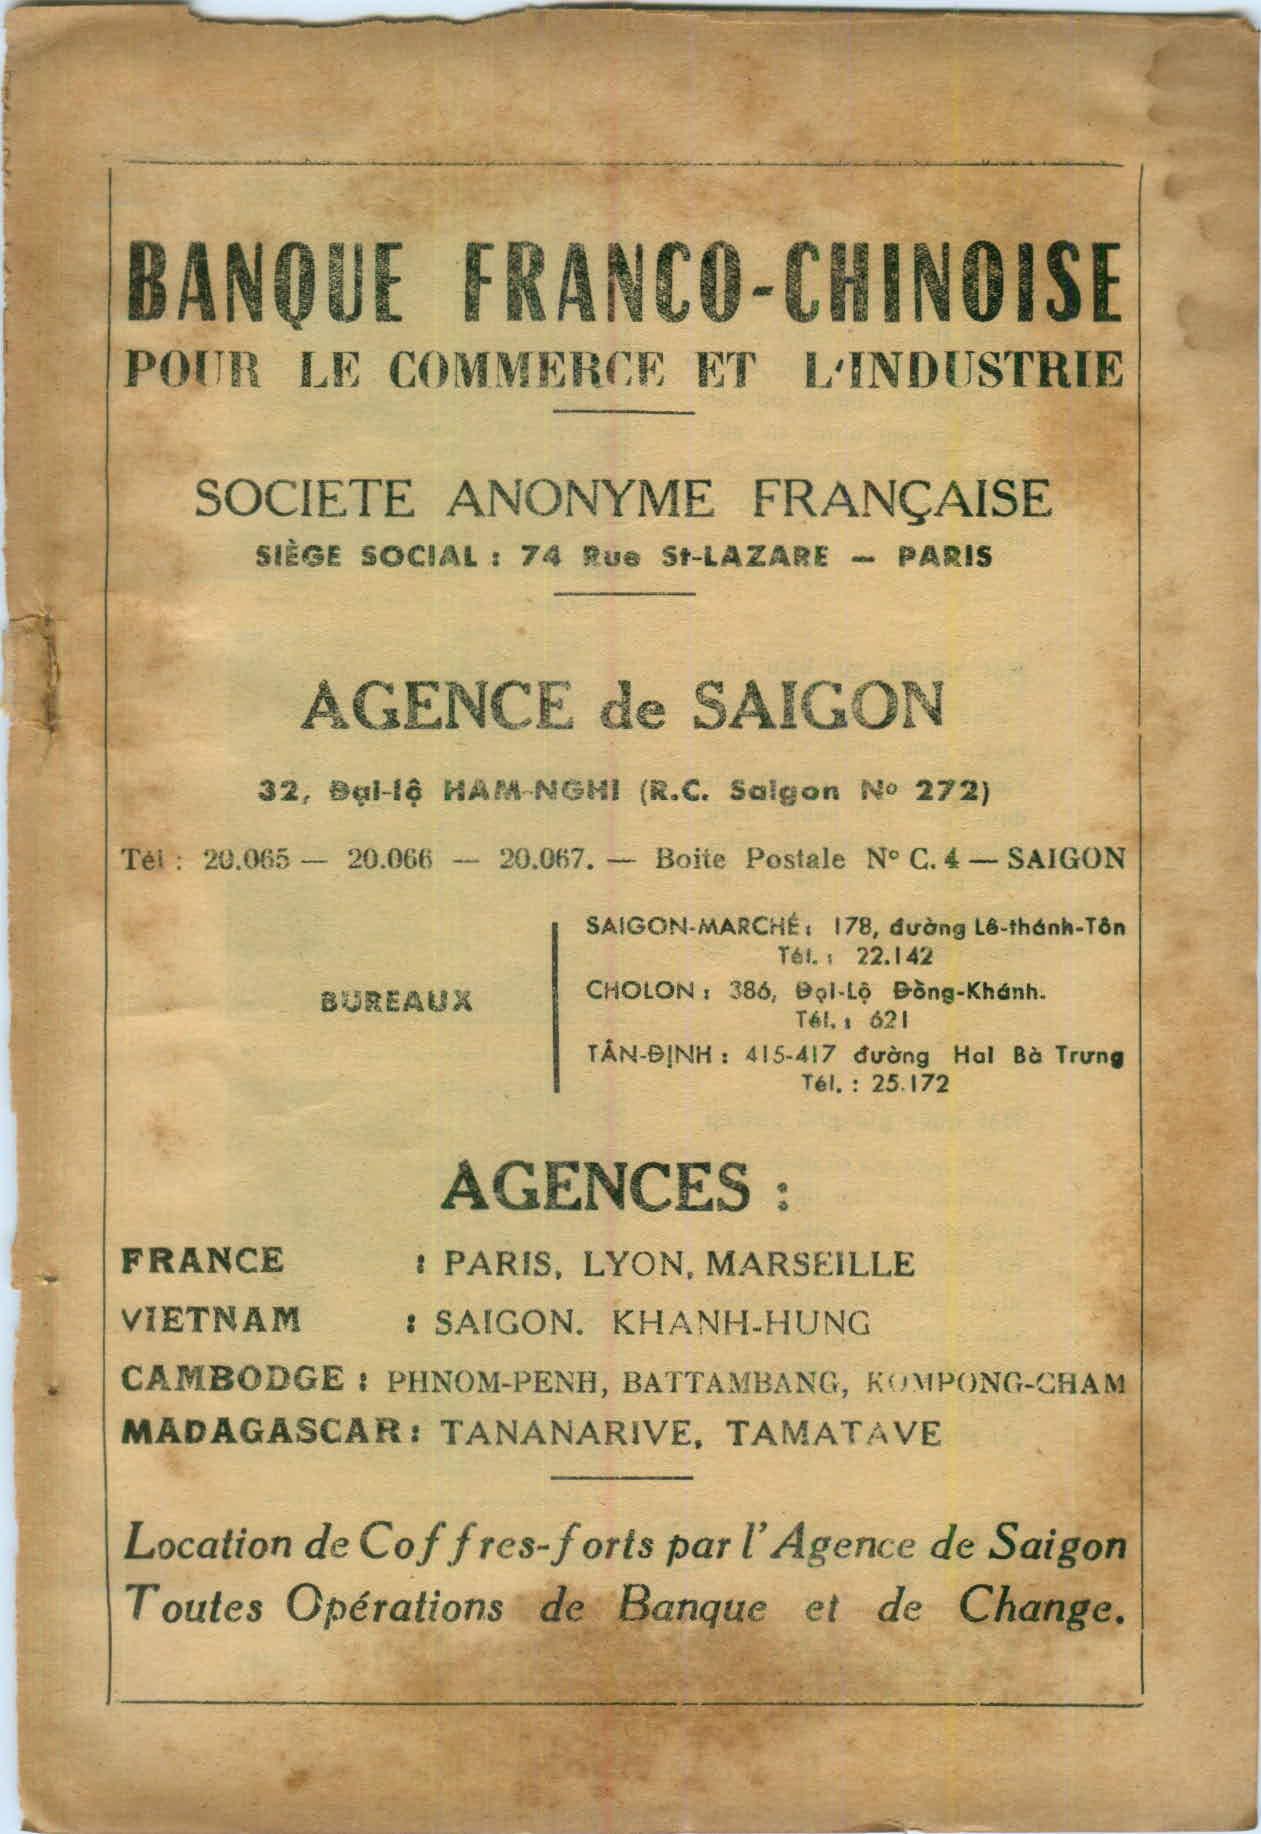 BANQUE FRANCO-CHINOISE
POUR LE COMMERCE ET L'INDUSTRIE
SOCIETE ANONYME FRANÇAISE
SIÈGE SOCIAL : 74 Rue St-LAZARE — PARIS
AGENCE de SAIGON
32, Đại-lộ HAM-NGHI (R.C. Saigon Nº 272)
Tél : 20.065 — 20.066 — 20.067. — Boite Postale N° C. 4 — SAIGON
BUREAUX
SAIGON-MARCHÉ : 178, đường Lê-thánh-Tôn
Tél. : 22.142
CHOLON : 386, Đại-Lộ Đồng-Khánh.
Tél. : 621
TÂN-ĐỊNH : 415-417 đường Hai Bà Trưng
Tél. : 25.172
AGENCES :
FRANCE : PARIS, LYON, MARSEILLE
VIETNAM : SAIGON. KHANH-HUNG
CAMBODGE : PHNOM-PENH, BATTAMBANG, KOMPONG-CHAM
MADAGASCAR : TANANARIVE, TAMATAVE
Location de Coffres-forts par l'Agence de Saigon
Toutes Opérations de Banque et de Change.